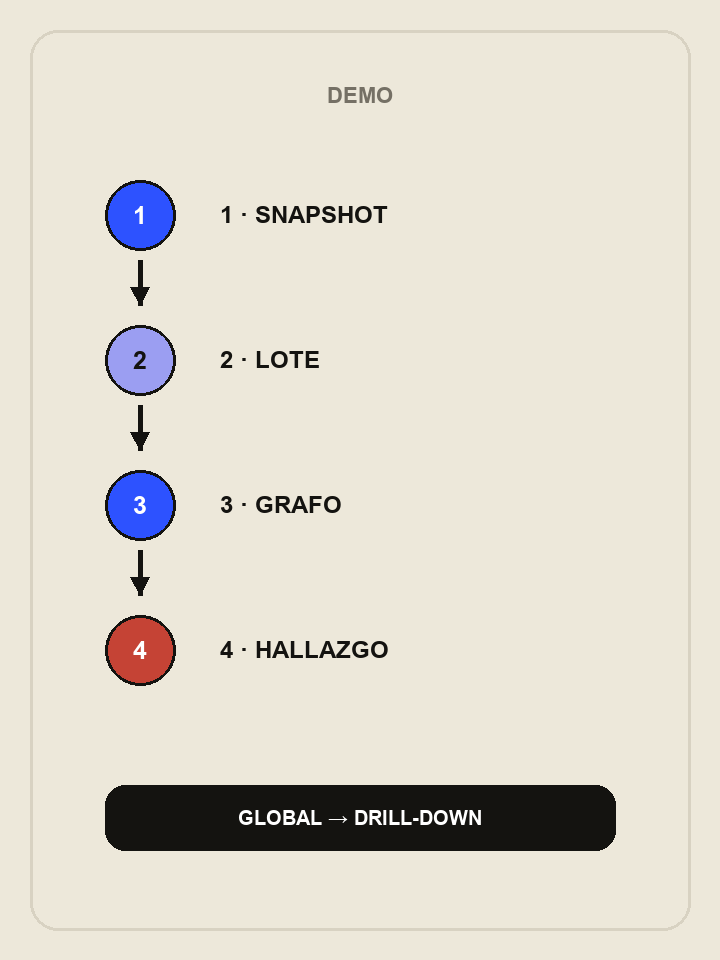 DEMO
1
1 · SNAPSHOT
2
2 · LOTE
3
3 · GRAFO
4
4 · HALLAZGO
GLOBAL → DRILL-DOWN